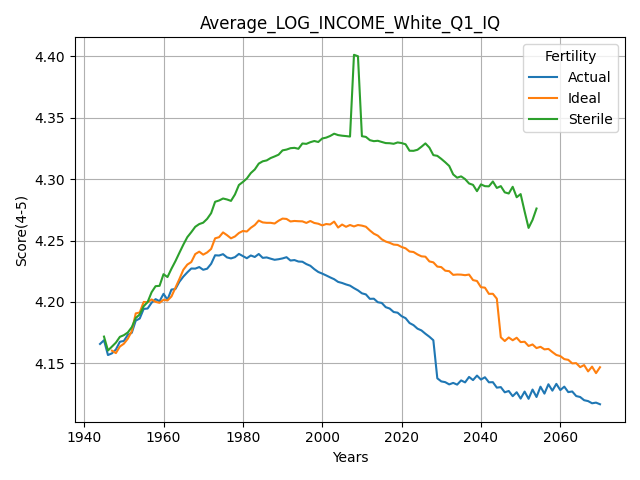 Average_LOG_INCOME_White_Q1_IQ
Fertility
Actual
Ideal
Sterile
Score(4-5)
4.40
4.35
4.30
4.25
4.20
4.15
1940
1960
1980
2000
2020
2040
2060
Years